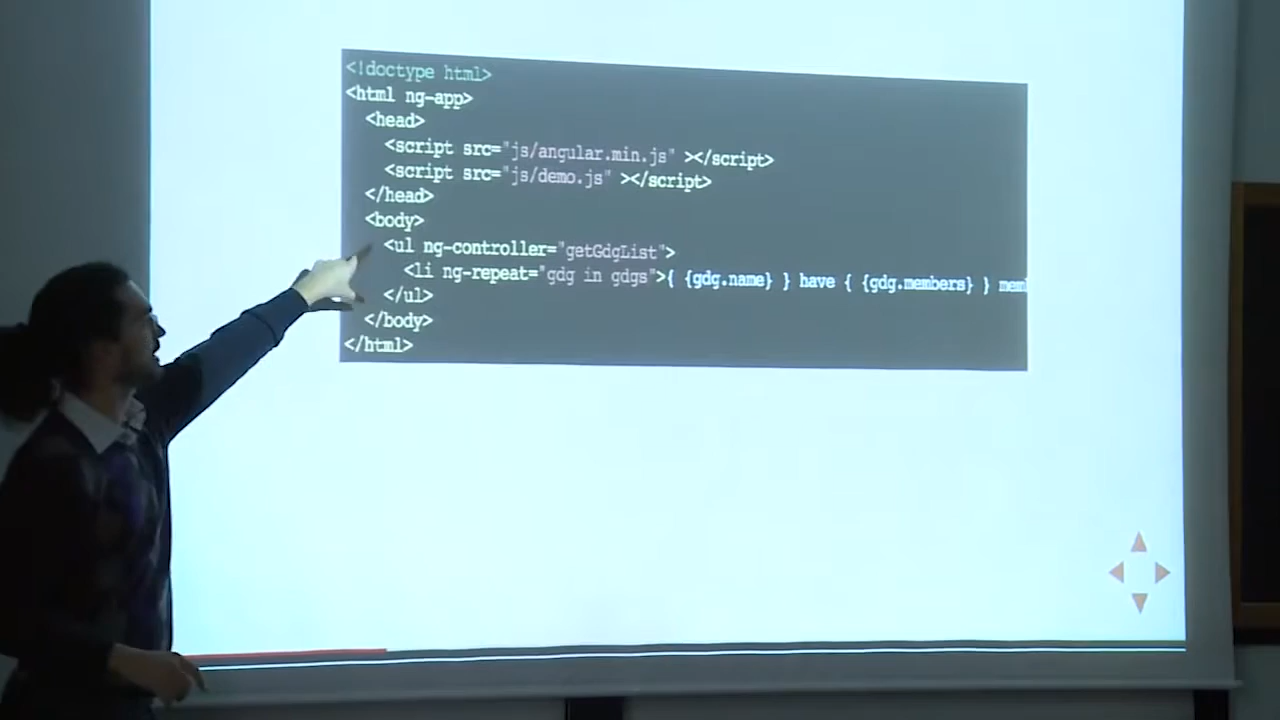 <!doctype html>
<html ng-app>
<head>
<script src="js/angular.min.js" ></script>
<script src="js/demo.js" ></script>
</head>
<body>
<ul ng-controller="getGdgList">
<li ng-repeat="gdg in gdgs">{ {gdg.name} } have { {gdg.members} } mem
</ul>
</body>
</html>